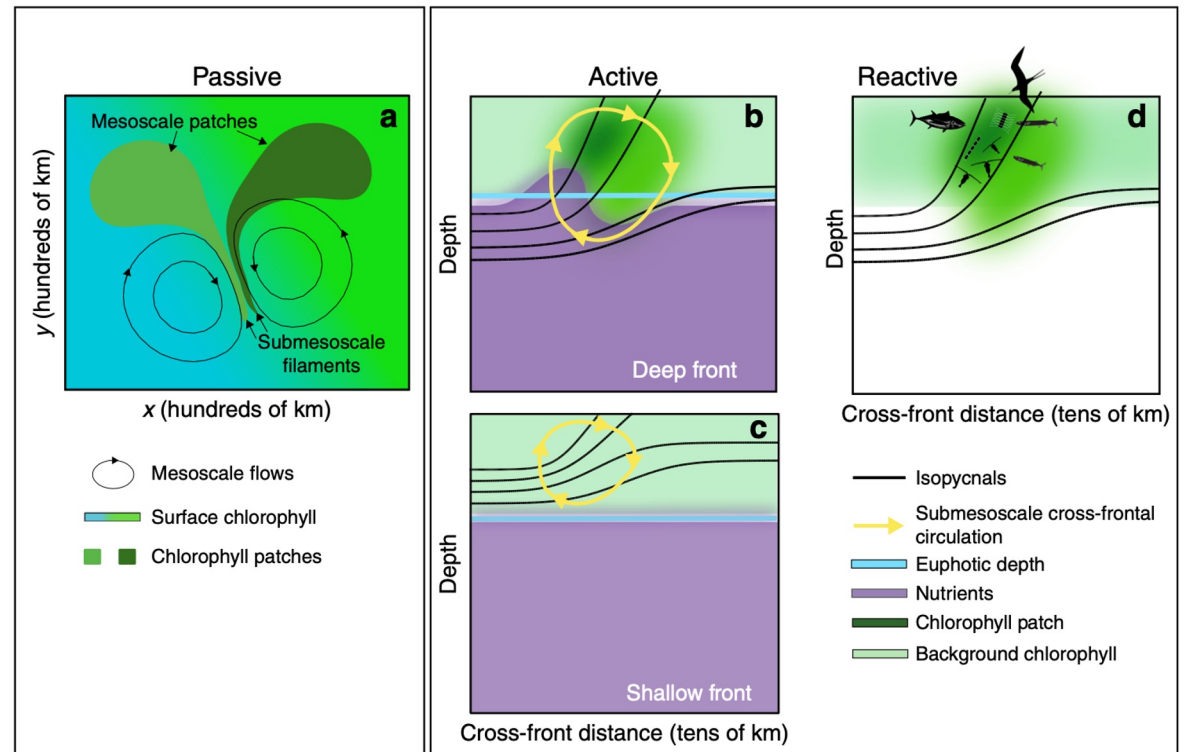 Passive
a
Mesoscale patches
Submesoscale
filaments
y (hundreds of km)
x (hundreds of km)
Mesoscale flows
Surface chlorophyll
Chlorophyll patches
Active
b
Depth
Deep front
c
Depth
Shallow front
Cross-front distance (tens of km)
Reactive
d
Depth
Cross-front distance (tens of km)
Isopycnals
Submesoscale cross-frontal
circulation
Euphotic depth
Nutrients
Chlorophyll patch
Background chlorophyll